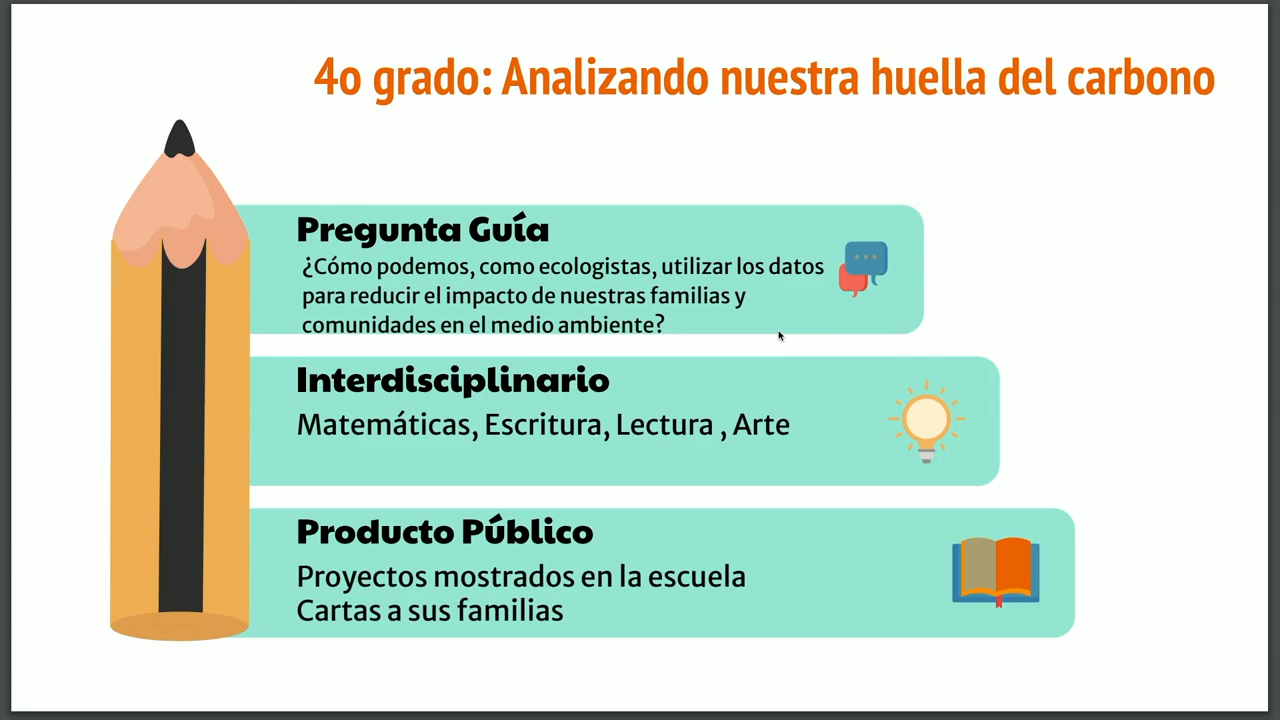 4o grado: Analizando nuestra huella del carbono
Pregunta Guía
¿Cómo podemos, como ecologistas, utilizar los datos
para reducir el impacto de nuestras familias y
comunidades en el medio ambiente?
Interdisciplinario
Matemáticas, Escritura, Lectura , Arte
Producto Público
Proyectos mostrados en la escuela
Cartas a sus familias